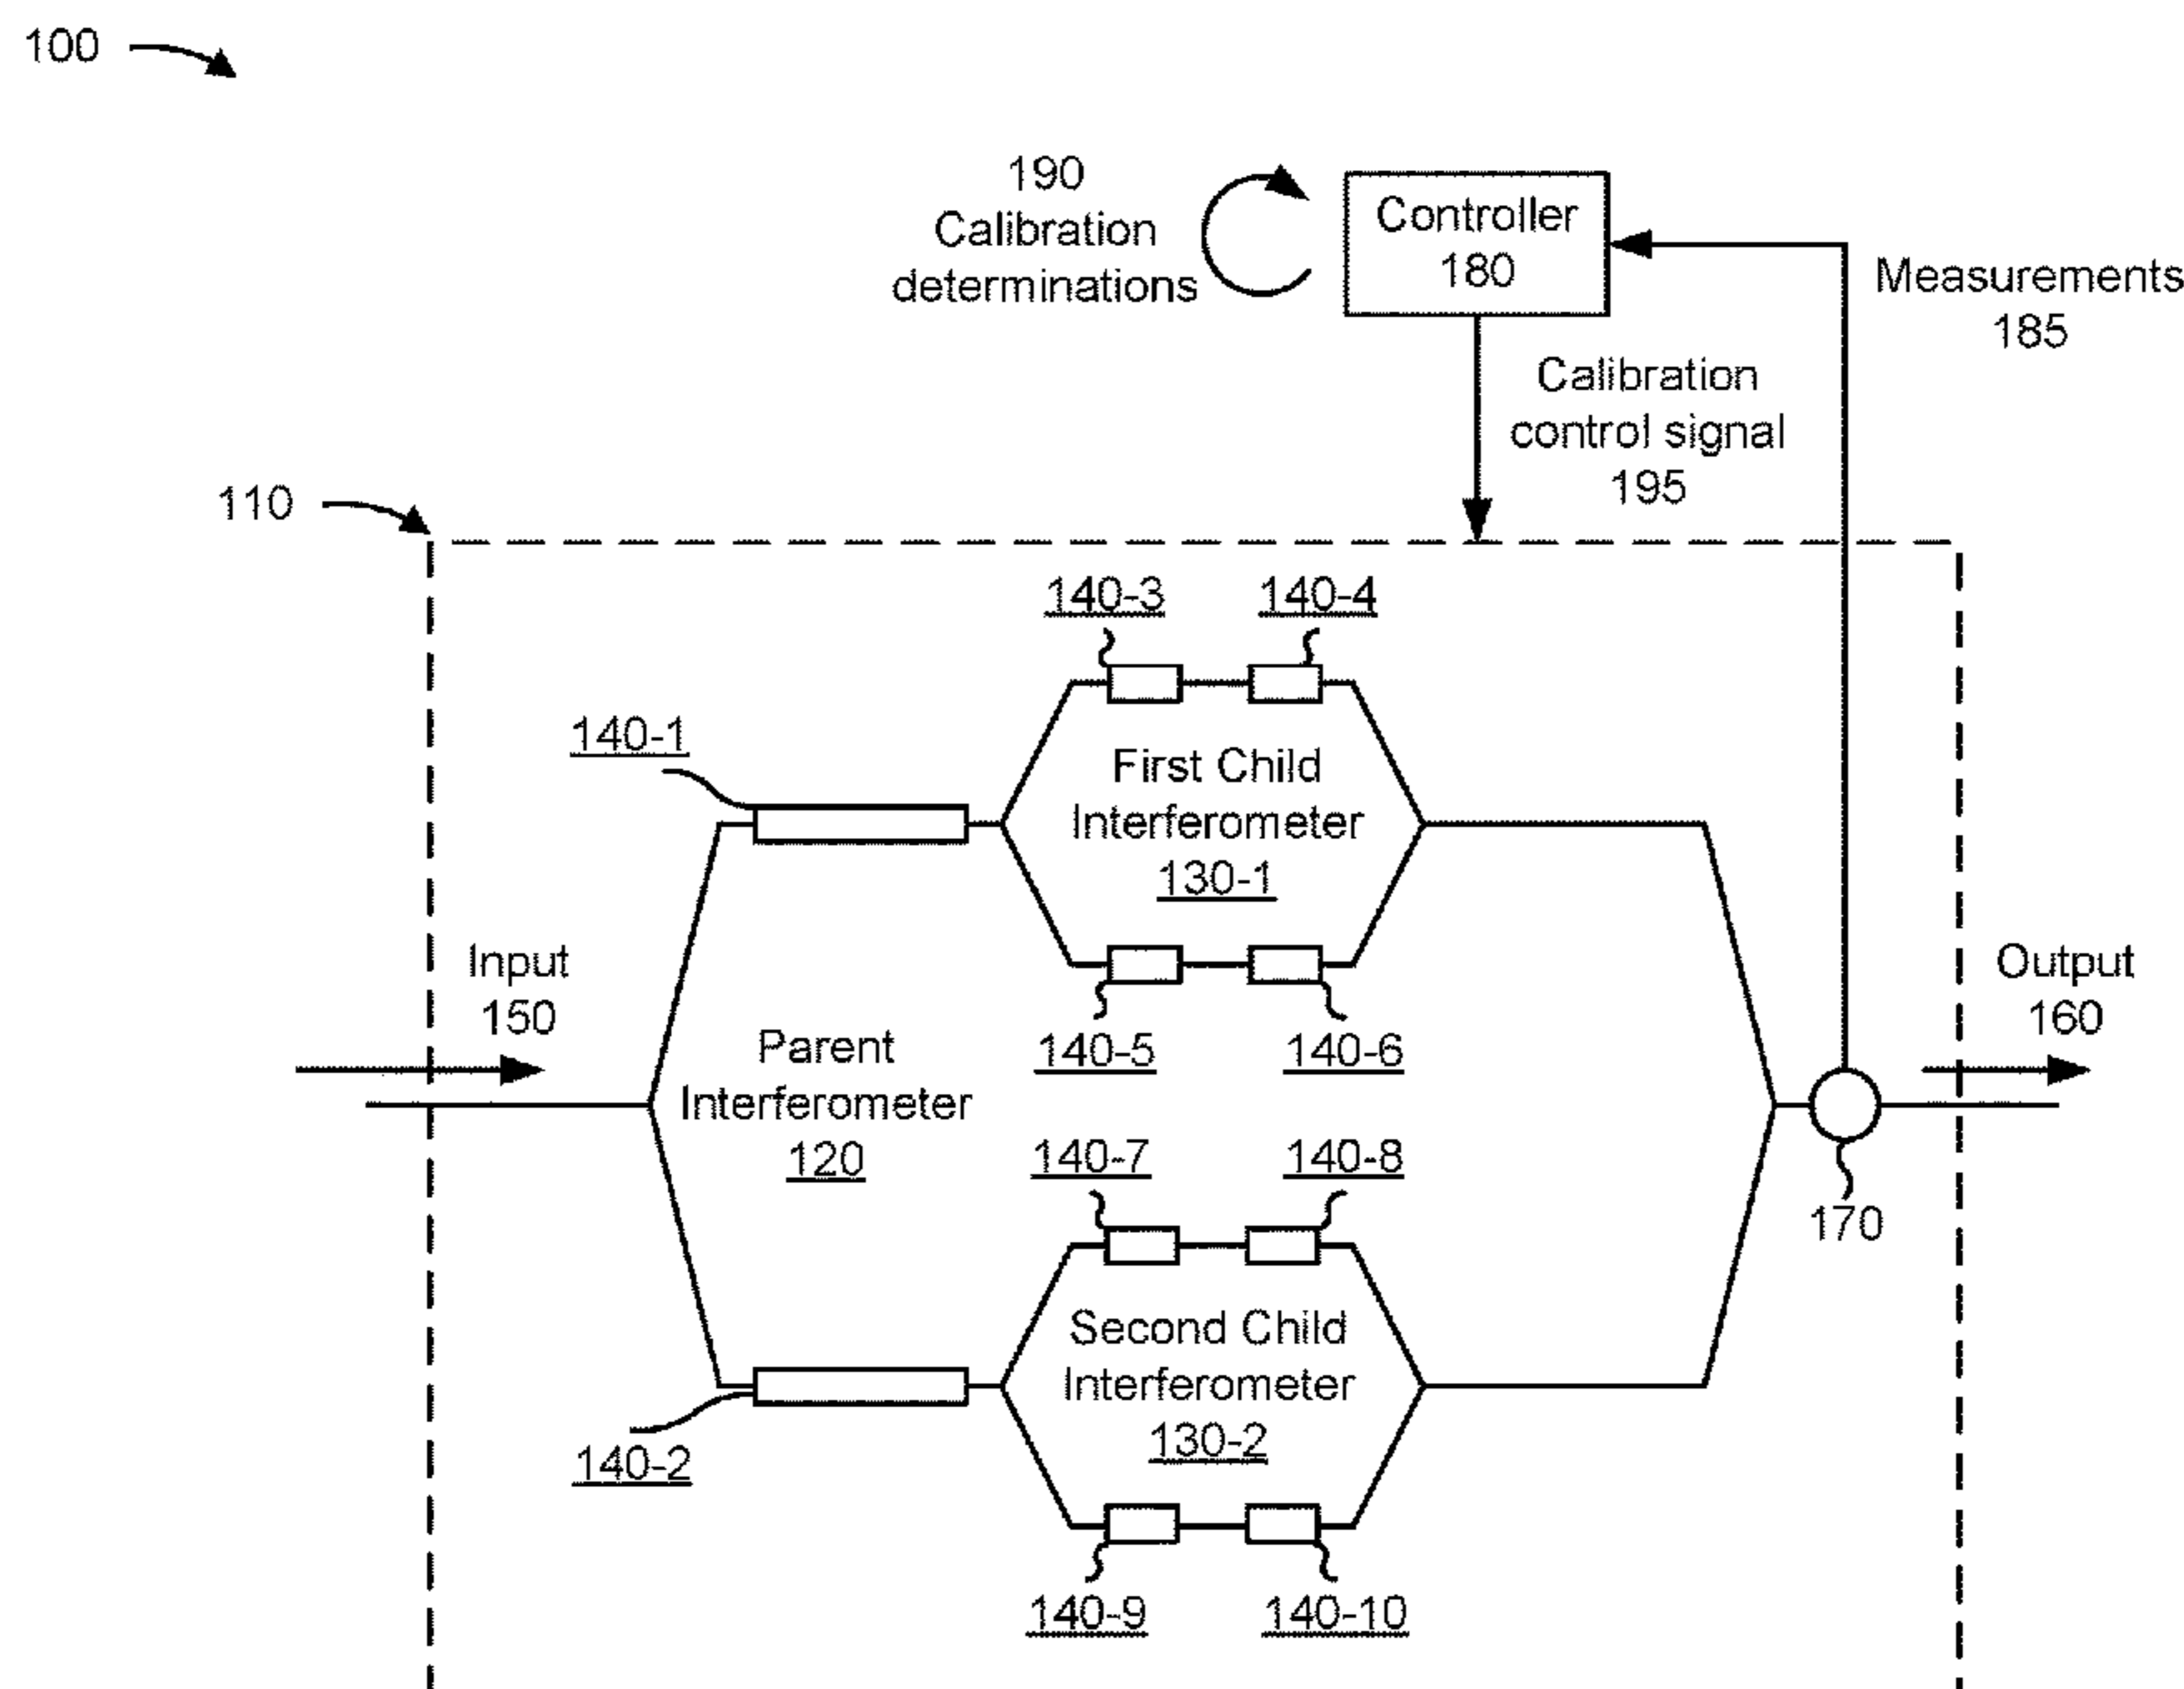 100
190
Calibration
determinations
Controller
180
Measurements
185
Calibration
control signal
195
110
140-3
140-4
140-1
First Child
Interferometer
130-1
Input
150
Output
160
140-5
140-6
Parent
Interferometer
120
140-7
140-8
170
Second Child
Interferometer
130-2
140-2
140-9
140-10